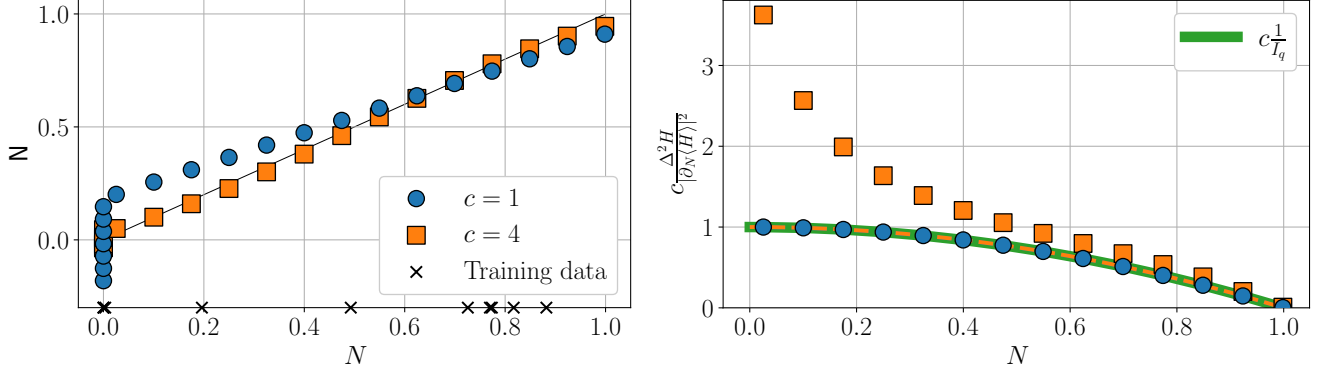 1.0
0.5
0.0
N
c = 1
c = 4
Training data
0.0 0.2 0.4 0.6 0.8 1.0
N
3
2
1
0
c Δ²H / |∂_N⟨H⟩|²
c 1/I_q
0.0 0.2 0.4 0.6 0.8 1.0
N